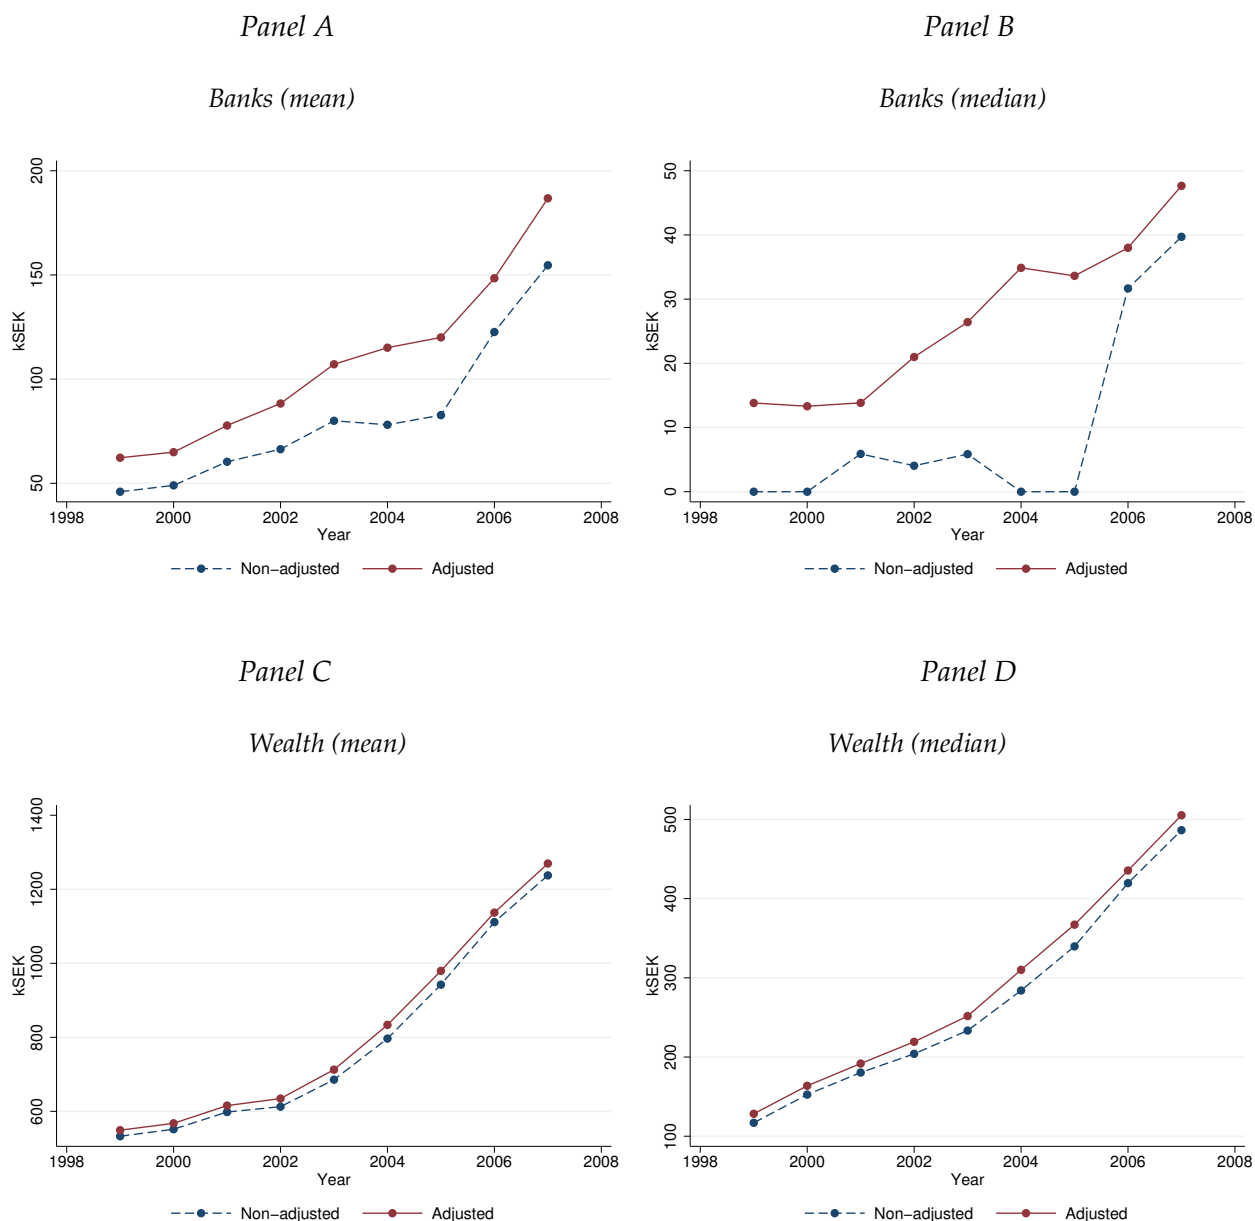 Panel A
Banks (mean)
200
150
100
50
kSEK
1998 2000 2002 2004 2006 2008
Year
Non−adjusted Adjusted
Panel B
Banks (median)
50
40
30
20
10
0
kSEK
1998 2000 2002 2004 2006 2008
Year
Non−adjusted Adjusted
Panel C
Wealth (mean)
1400
1200
1000
800
600
kSEK
1998 2000 2002 2004 2006 2008
Year
Non−adjusted Adjusted
Panel D
Wealth (median)
500
400
300
200
100
kSEK
1998 2000 2002 2004 2006 2008
Year
Non−adjusted Adjusted